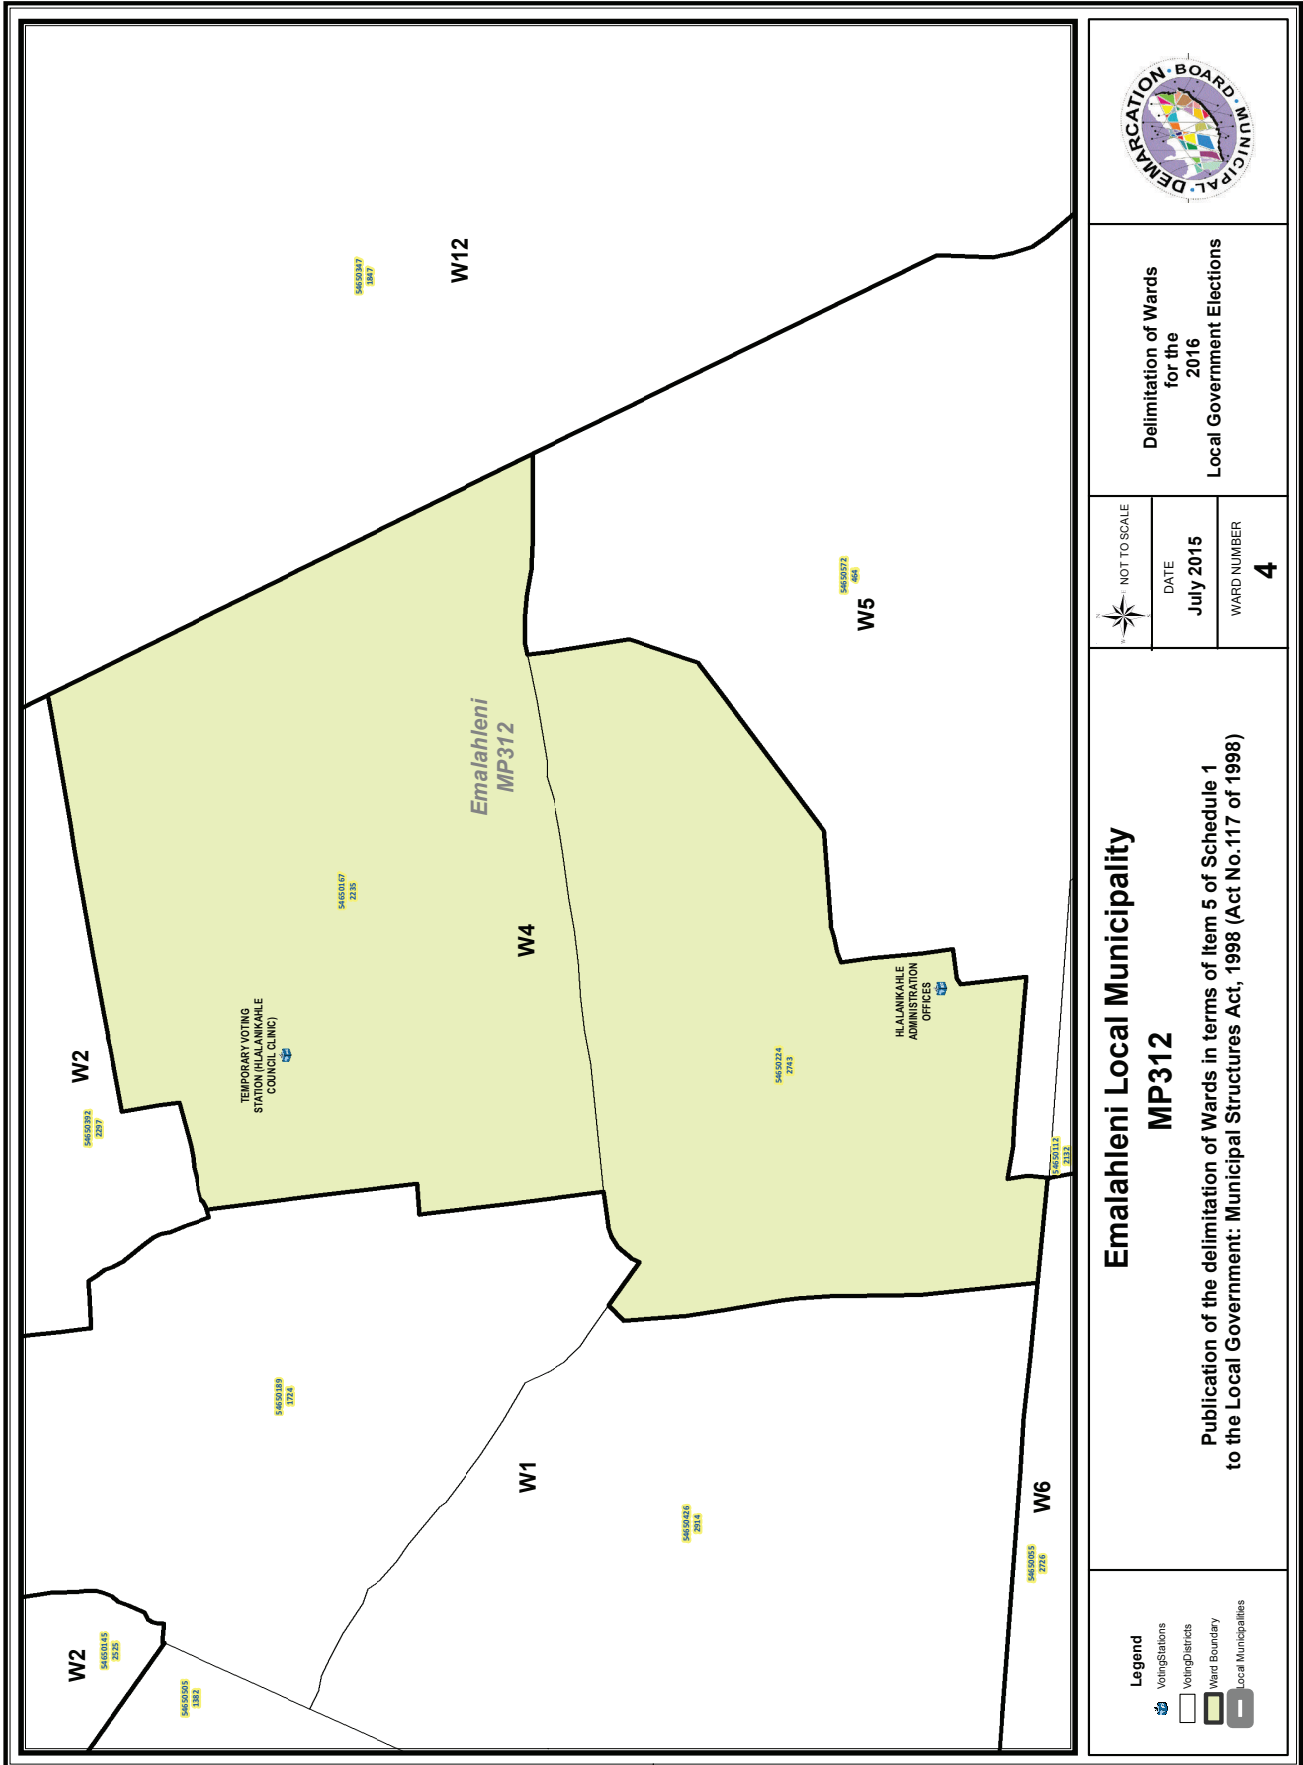 W2
54650145
2525
54650505
1382
54650189
1724
W1
54650426
2914
W6
54650055
2726
W2
54650392
2297
TEMPORARY VOTING
STATION (HLALANIKAHLE
COUNCIL CLINIC)
54650167
2235
Emalahleni
MP312
W4
54650224
2743
HLALANIKAHLE
ADMINISTRATION
OFFICES
54650112
2132
54650347
1847
W12
54650572
464
W5
Legend
VotingStations
VotingDistricts
Ward Boundary
Local Municipalities
Emalahleni Local Municipality
MP312
Publication of the delimitation of Wards in terms of Item 5 of Schedule 1
to the Local Government: Municipal Structures Act, 1998 (Act No.117 of 1998)
N
W
E
S
NOT TO SCALE
DATE
July 2015
WARD NUMBER
4
Delimitation of Wards
for the
2016
Local Government Elections
MUNICIPAL · DEMARCATION · BOARD